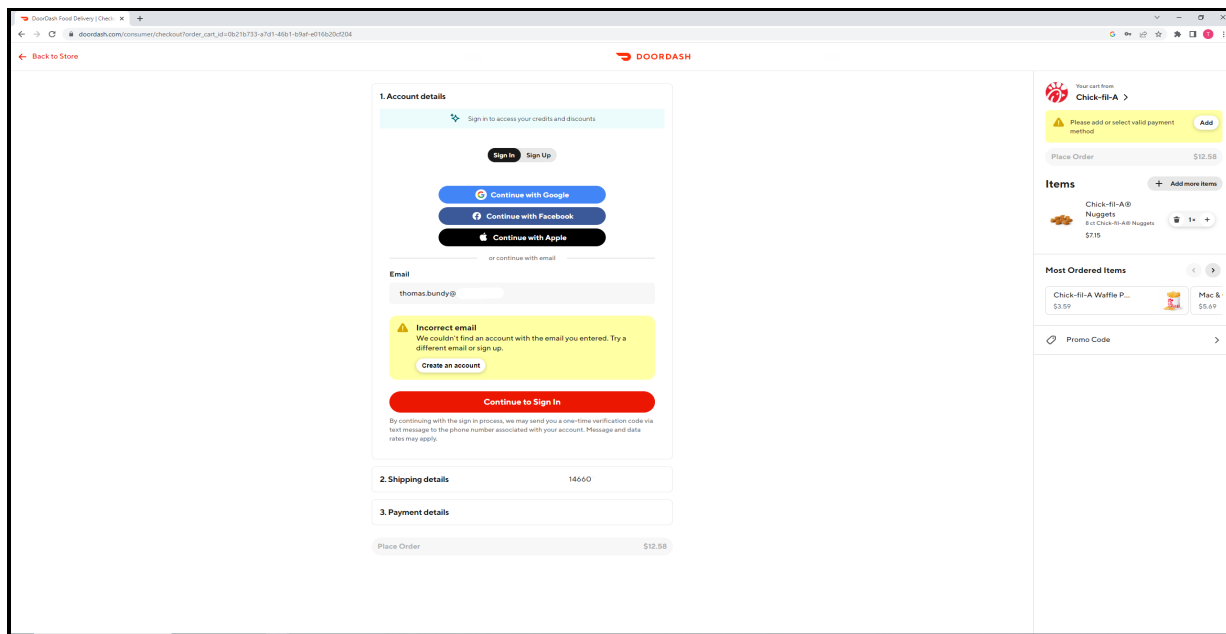 DoorDash Food Delivery | Check
doordash.com/consumer/checkout?order_cart_id=0b21b733-a7d1-46b1-b9af-e016b20cf204
T
Back to Store
DOORDASH
1. Account details
Sign in to access your credits and discounts
Sign In Sign Up
Continue with Google
Continue with Facebook
Continue with Apple
or continue with email
Email
thomas.bundy@
Incorrect email
We couldn't find an account with the email you entered. Try a
different email or sign up.
Create an account
Continue to Sign In
By continuing with the sign in process, we may send you a one-time verification code via
text message to the phone number associated with your account. Message and data
rates may apply.
2. Shipping details 14660
3. Payment details
Place Order $12.58
Your cart from
Chick-fil-A
Please add or select valid payment
method
Add
Place Order $12.58
Items
+ Add more items
Chick-fil-A®
Nuggets
8 ct Chick-fil-A® Nuggets
$7.15
1× +
Most Ordered Items
Chick-fil-A Waffle P...
$3.59
Mac &
$5.69
Promo Code